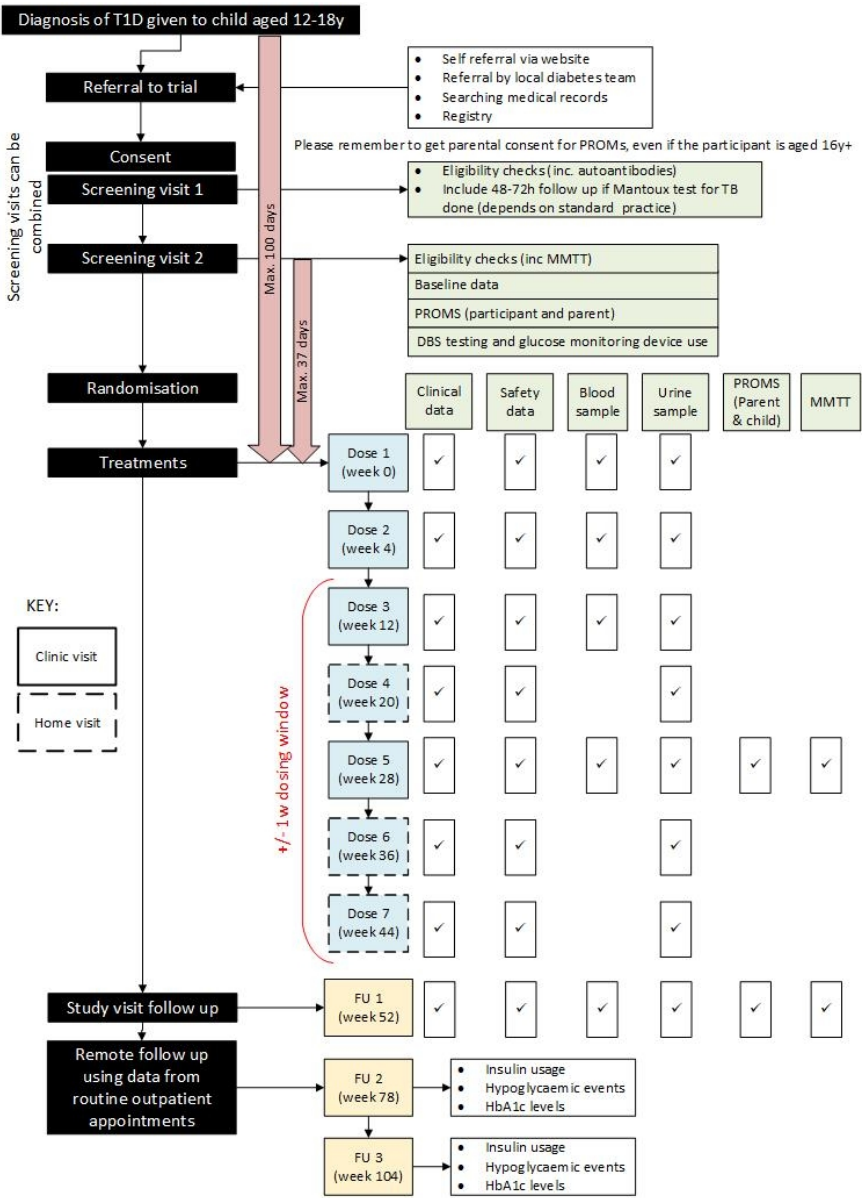 Diagnosis of T1D given to child aged 12-18y
Referral to trial
• Self referral via website
• Referral by local diabetes team
• Searching medical records
• Registry
Please remember to get parental consent for PROMs, even if the participant is aged 16y+
Screening visits can be
combined
Consent
Screening visit 1
• Eligibility checks (inc. autoantibodies)
• Include 48-72h follow up if Mantoux test for TB
done (depends on standard practice)
Max. 100 days
Screening visit 2
Eligibility checks (inc MMTT)
Baseline data
PROMS (participant and parent)
DBS testing and glucose monitoring device use
Max. 37 days
Randomisation
Clinical
data
Safety
data
Blood
sample
Urine
sample
PROMS
(Parent
& child)
MMTT
Treatments
Dose 1
(week 0)
✓ ✓ ✓ ✓
Dose 2
(week 4)
✓ ✓ ✓ ✓
KEY:
Clinic visit
Home visit
+/- 1w dosing window
Dose 3
(week 12)
✓ ✓ ✓ ✓
Dose 4
(week 20)
✓ ✓ ✓
Dose 5
(week 28)
✓ ✓ ✓ ✓ ✓ ✓
Dose 6
(week 36)
✓ ✓ ✓
Dose 7
(week 44)
✓ ✓ ✓
Study visit follow up
FU 1
(week 52)
✓ ✓ ✓ ✓ ✓ ✓
Remote follow up
using data from
routine outpatient
appointments
FU 2
(week 78)
• Insulin usage
• Hypoglycaemic events
• HbA1c levels
FU 3
(week 104)
• Insulin usage
• Hypoglycaemic events
• HbA1c levels